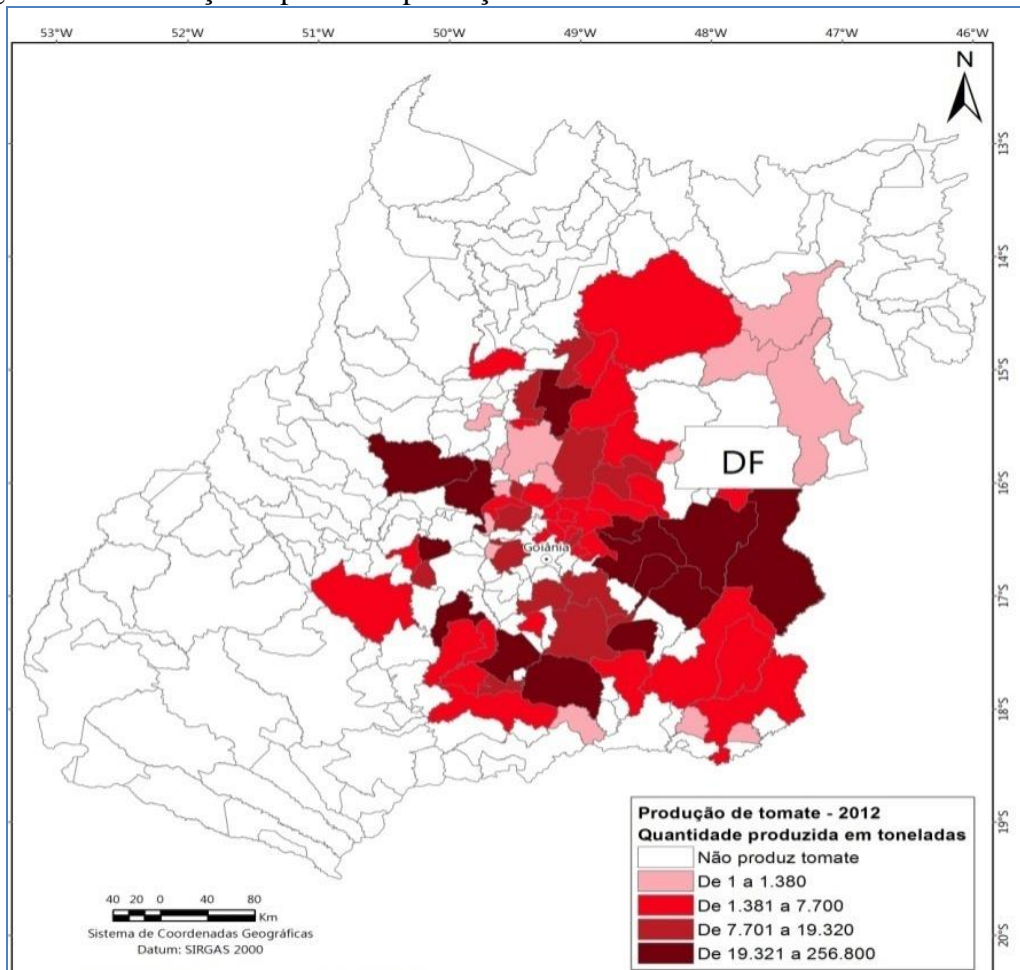 53°W 52°W 51°W 50°W 49°W 48°W 47°W 46°W
N
13°S
14°S
15°S
DF
16°S
Goiânia
17°S
18°S
Produção de tomate - 2012
Quantidade produzida em toneladas
Não produz tomate
De 1 a 1.380
De 1.381 a 7.700
De 7.701 a 19.320
De 19.321 a 256.800
19°S
40 20 0 40 80
Km
Sistema de Coordenadas Geográficas
Datum: SIRGAS 2000
20°S